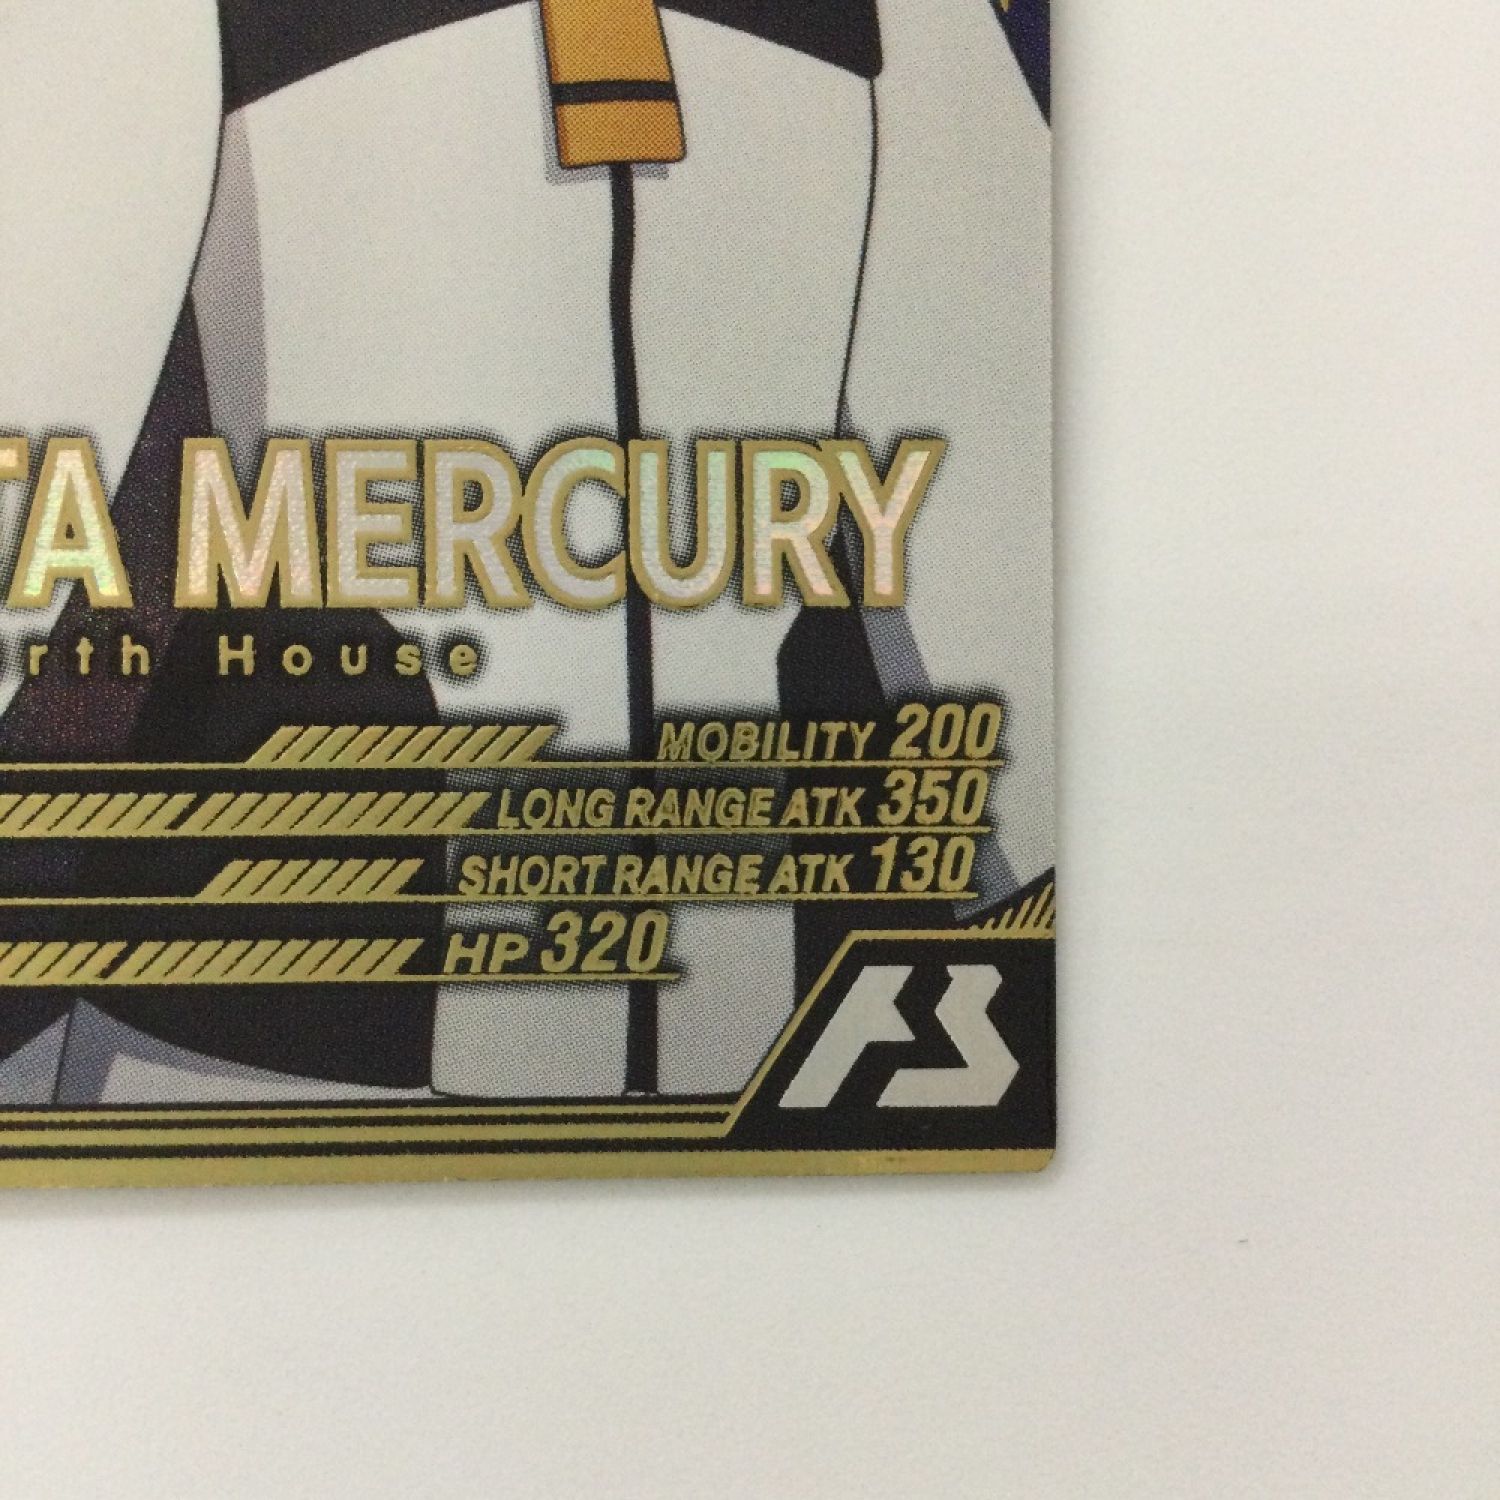 TA MERCURY
rth House
MOBILITY 200
LONG RANGE ATK 350
SHORT RANGE ATK 130
HP 320